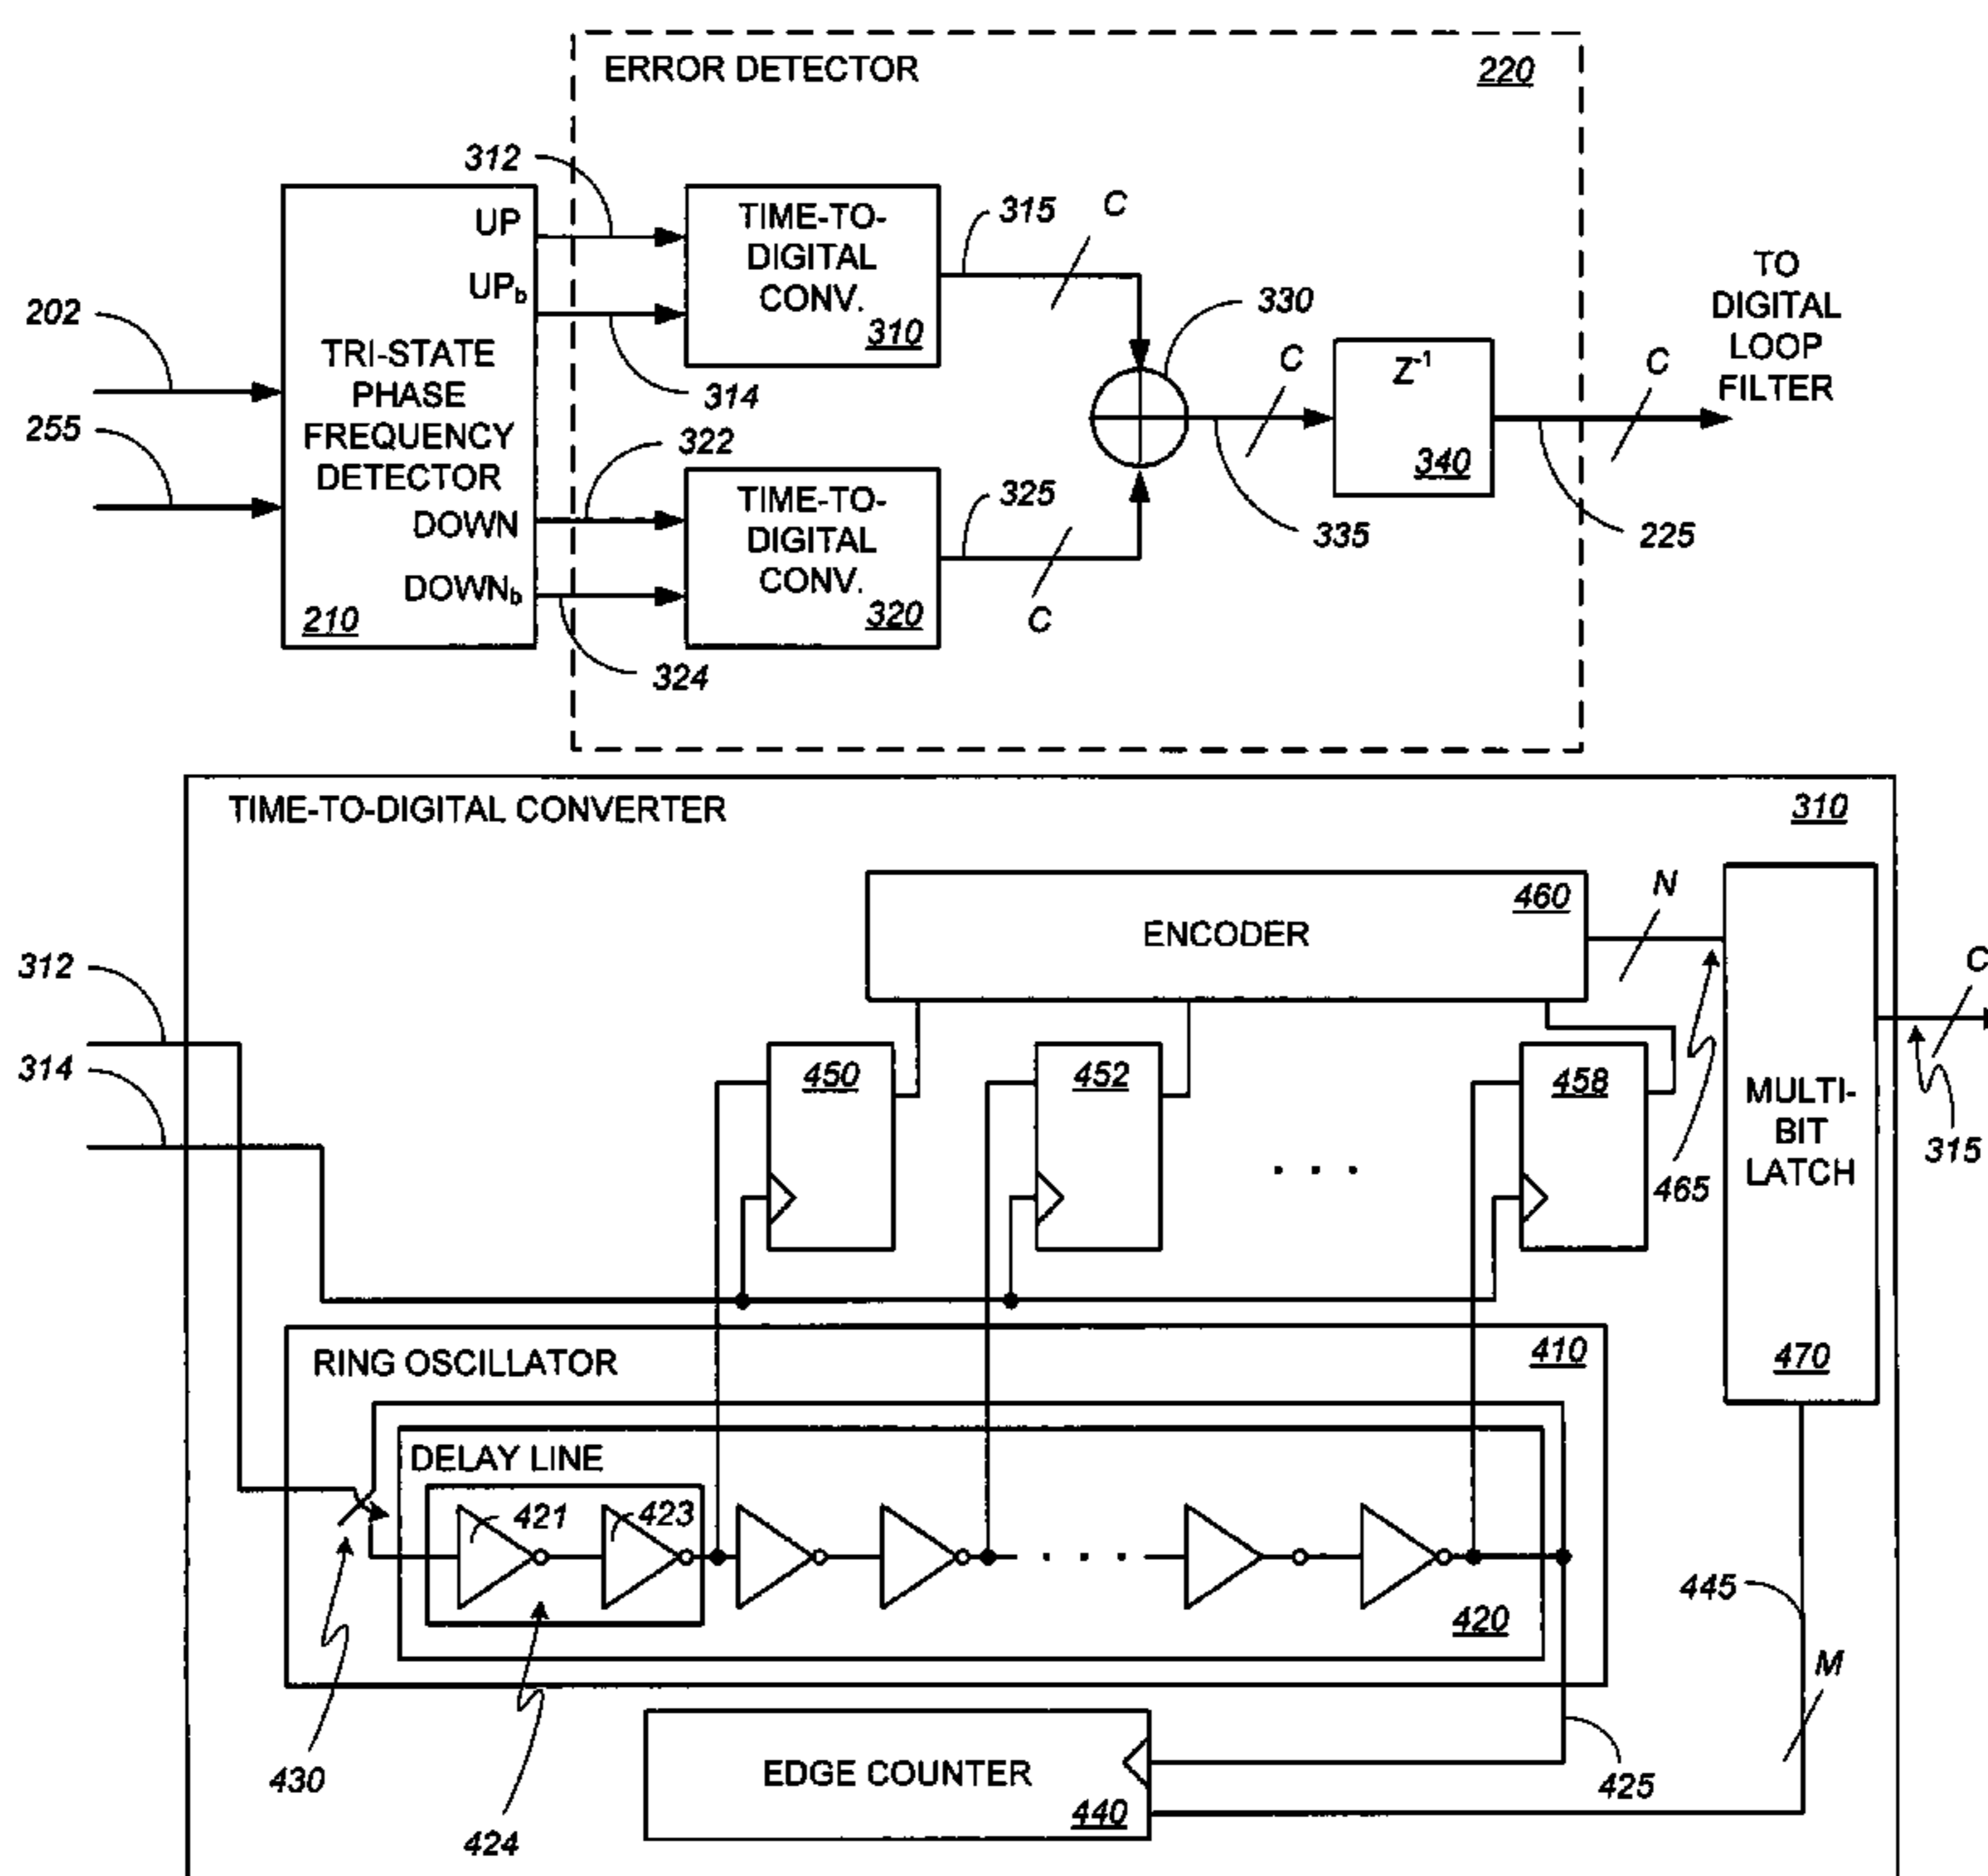 ERROR DETECTOR
220
312
UP
UPb
TIME-TO-
DIGITAL
CONV.
310
315
C
330
TO
DIGITAL
LOOP
FILTER
202
255
TRI-STATE
PHASE
FREQUENCY
DETECTOR
314
C
Z-1
340
C
322
DOWN
DOWNb
210
TIME-TO-
DIGITAL
CONV.
320
325
C
335
225
324
TIME-TO-DIGITAL CONVERTER
310
ENCODER
460
N
312
314
C
450
452
458
MULTI-
BIT
LATCH
470
465
315
. . .
RING OSCILLATOR
410
DELAY LINE
421
423
. . .
420
445
M
430
424
EDGE COUNTER
440
425